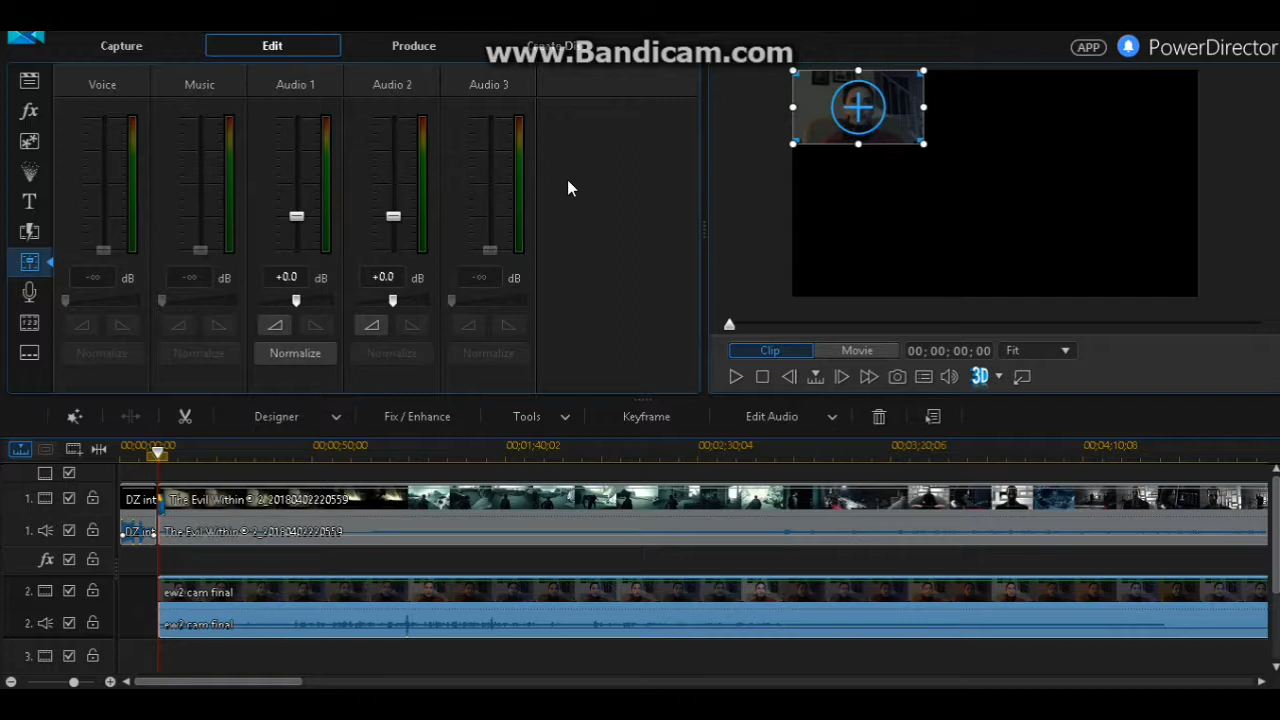 Capture
Edit
Produce
www.Bandicam.com
APP
PowerDirector
Voice
Music
Audio 1
Audio 2
Audio 3
fx
T
-∞ dB
-∞ dB
+0.0 dB
+0.0 dB
-∞ dB
Normalize
Normalize
Normalize
Normalize
Normalize
Clip
Movie
00; 00; 00; 00
Fit
3D
Designer
Fix / Enhance
Tools
Keyframe
Edit Audio
00;00;00;00
00;00;50;00
00;01;40;02
00;02;30;04
00;03;20;06
00;04;10;08
1.
DZ int
The Evil Within® 2_20180402220559
1.
DZ int
The Evil Within® 2_20180402220559
fx
2.
ew2 cam final
2.
ew2 cam final
3.